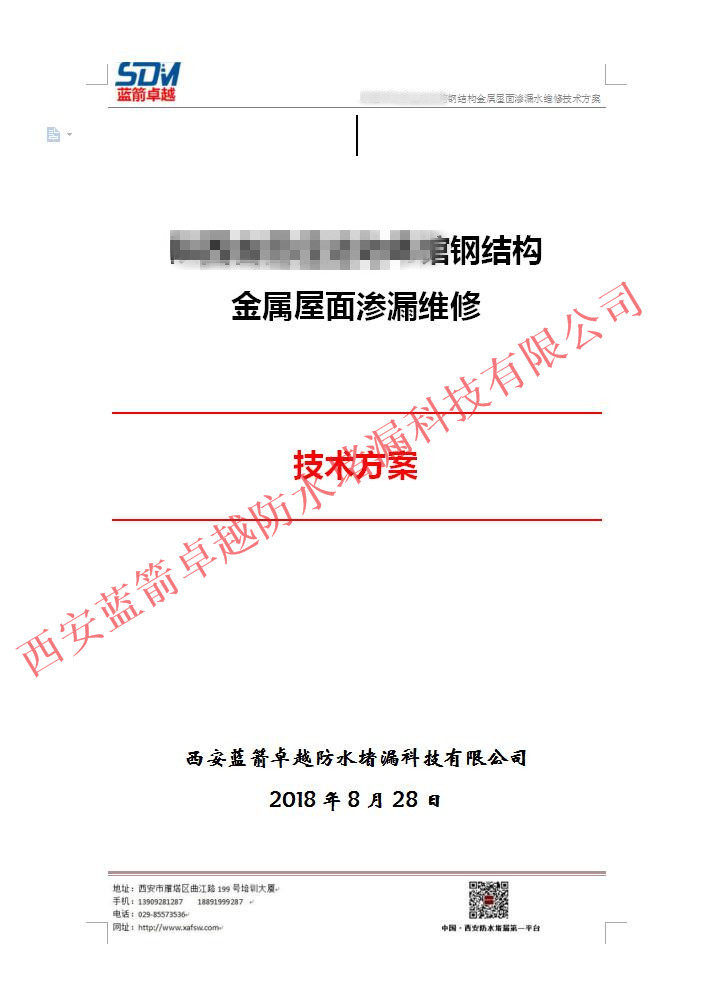 SDM
蓝箭卓越
钢结构金属屋面渗漏水维修技术方案
馆钢结构
金属屋面渗漏维修
技术方案
西安蓝箭卓越防水堵漏科技有限公司
西安蓝箭卓越防水堵漏科技有限公司
2018 年 8 月 28 日
地址：西安市雁塔区曲江路 199 号培训大厦
手机：13909281287 18891999287
电话：029-85573536
网址：http://www.xafsw.com
中国·西安防水堵漏第一平台